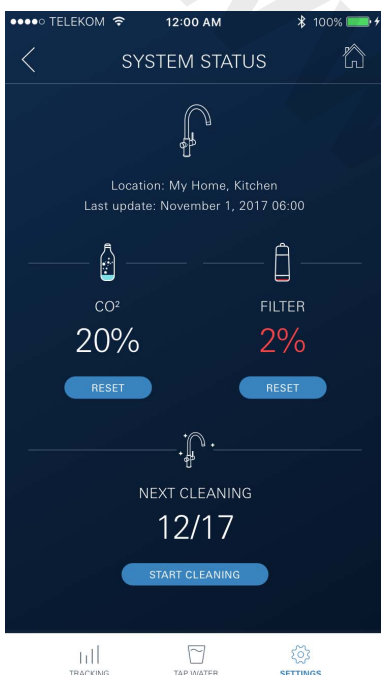 TELEKOM 12:00 AM 100%
SYSTEM STATUS
Location: My Home, Kitchen
Last update: November 1, 2017 06:00
CO² FILTER
20% 2%
RESET RESET
NEXT CLEANING
12/17
START CLEANING
TRACKING TAP WATER SETTINGS